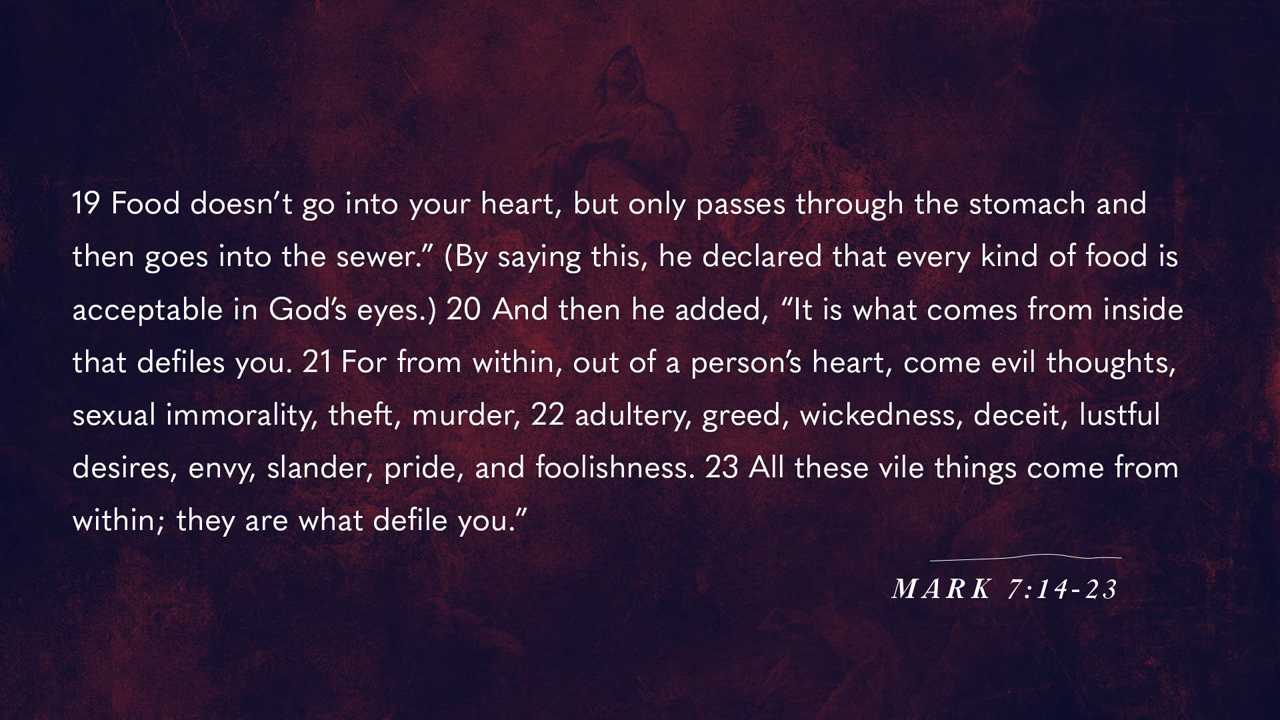 19 Food doesn’t go into your heart, but only passes through the stomach and
then goes into the sewer.” (By saying this, he declared that every kind of food is
acceptable in God’s eyes.) 20 And then he added, “It is what comes from inside
that defiles you. 21 For from within, out of a person’s heart, come evil thoughts,
sexual immorality, theft, murder, 22 adultery, greed, wickedness, deceit, lustful
desires, envy, slander, pride, and foolishness. 23 All these vile things come from
within; they are what defile you.”
MARK 7:14-23